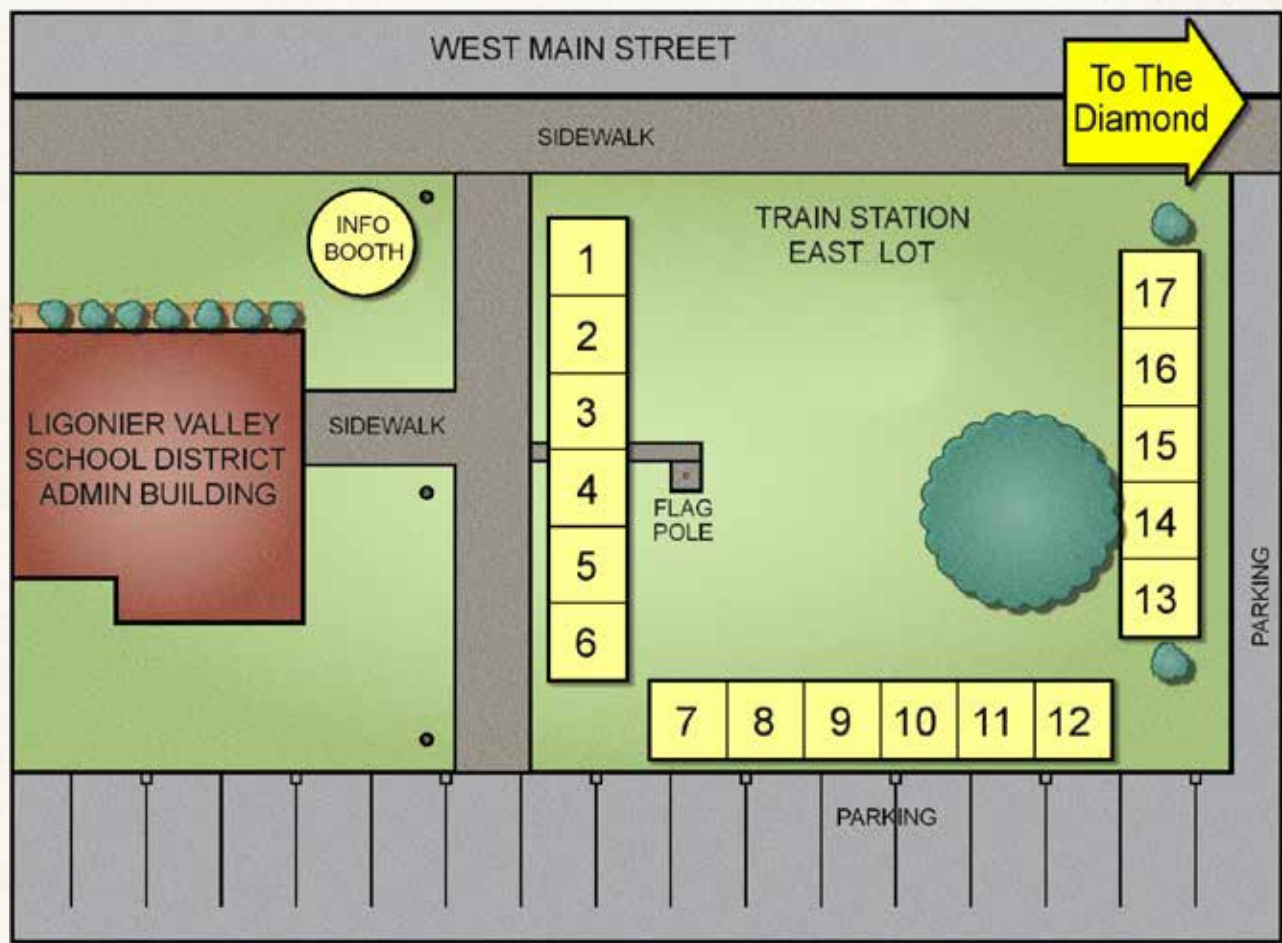 WEST MAIN STREET
To The
Diamond
SIDEWALK
INFO
BOOTH
TRAIN STATION
EAST LOT
1
2
3
4
5
6
17
16
15
14
13
LIGONIER VALLEY
SCHOOL DISTRICT
ADMIN BUILDING
SIDEWALK
FLAG
POLE
PARKING
7 8 9 10 11 12
PARKING